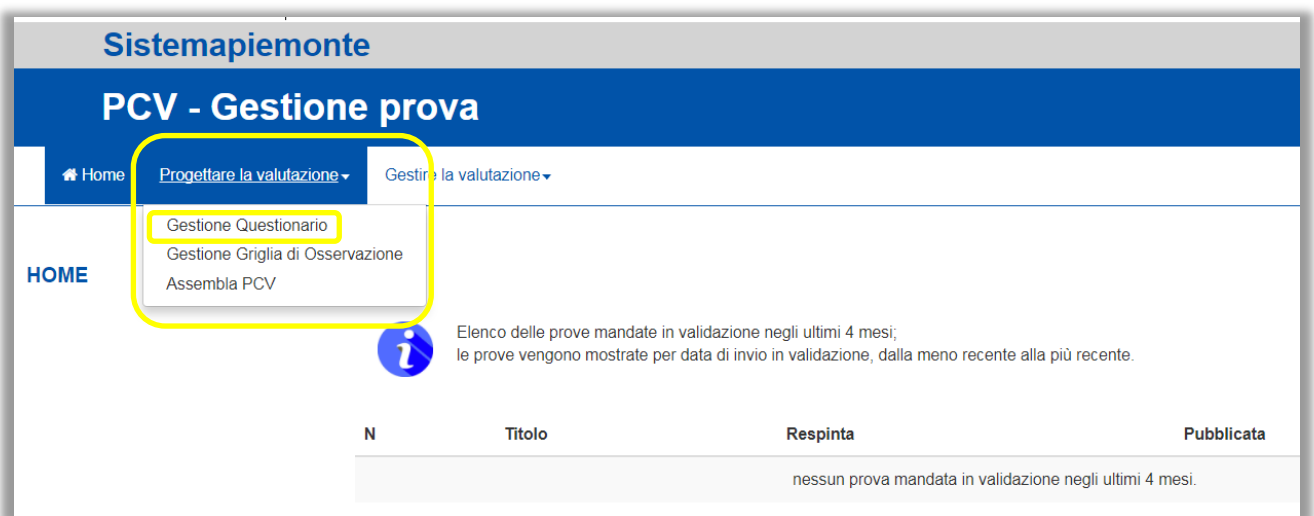 Sistemapiemonte
PCV - Gestione prova
Home Progettare la valutazione Gestire la valutazione
Gestione Questionario
Gestione Griglia di Osservazione
Assembla PCV
HOME
Elenco delle prove mandate in validazione negli ultimi 4 mesi;
le prove vengono mostrate per data di invio in validazione, dalla meno recente alla più recente.
N Titolo Respinta Pubblicata
nessun prova mandata in validazione negli ultimi 4 mesi.